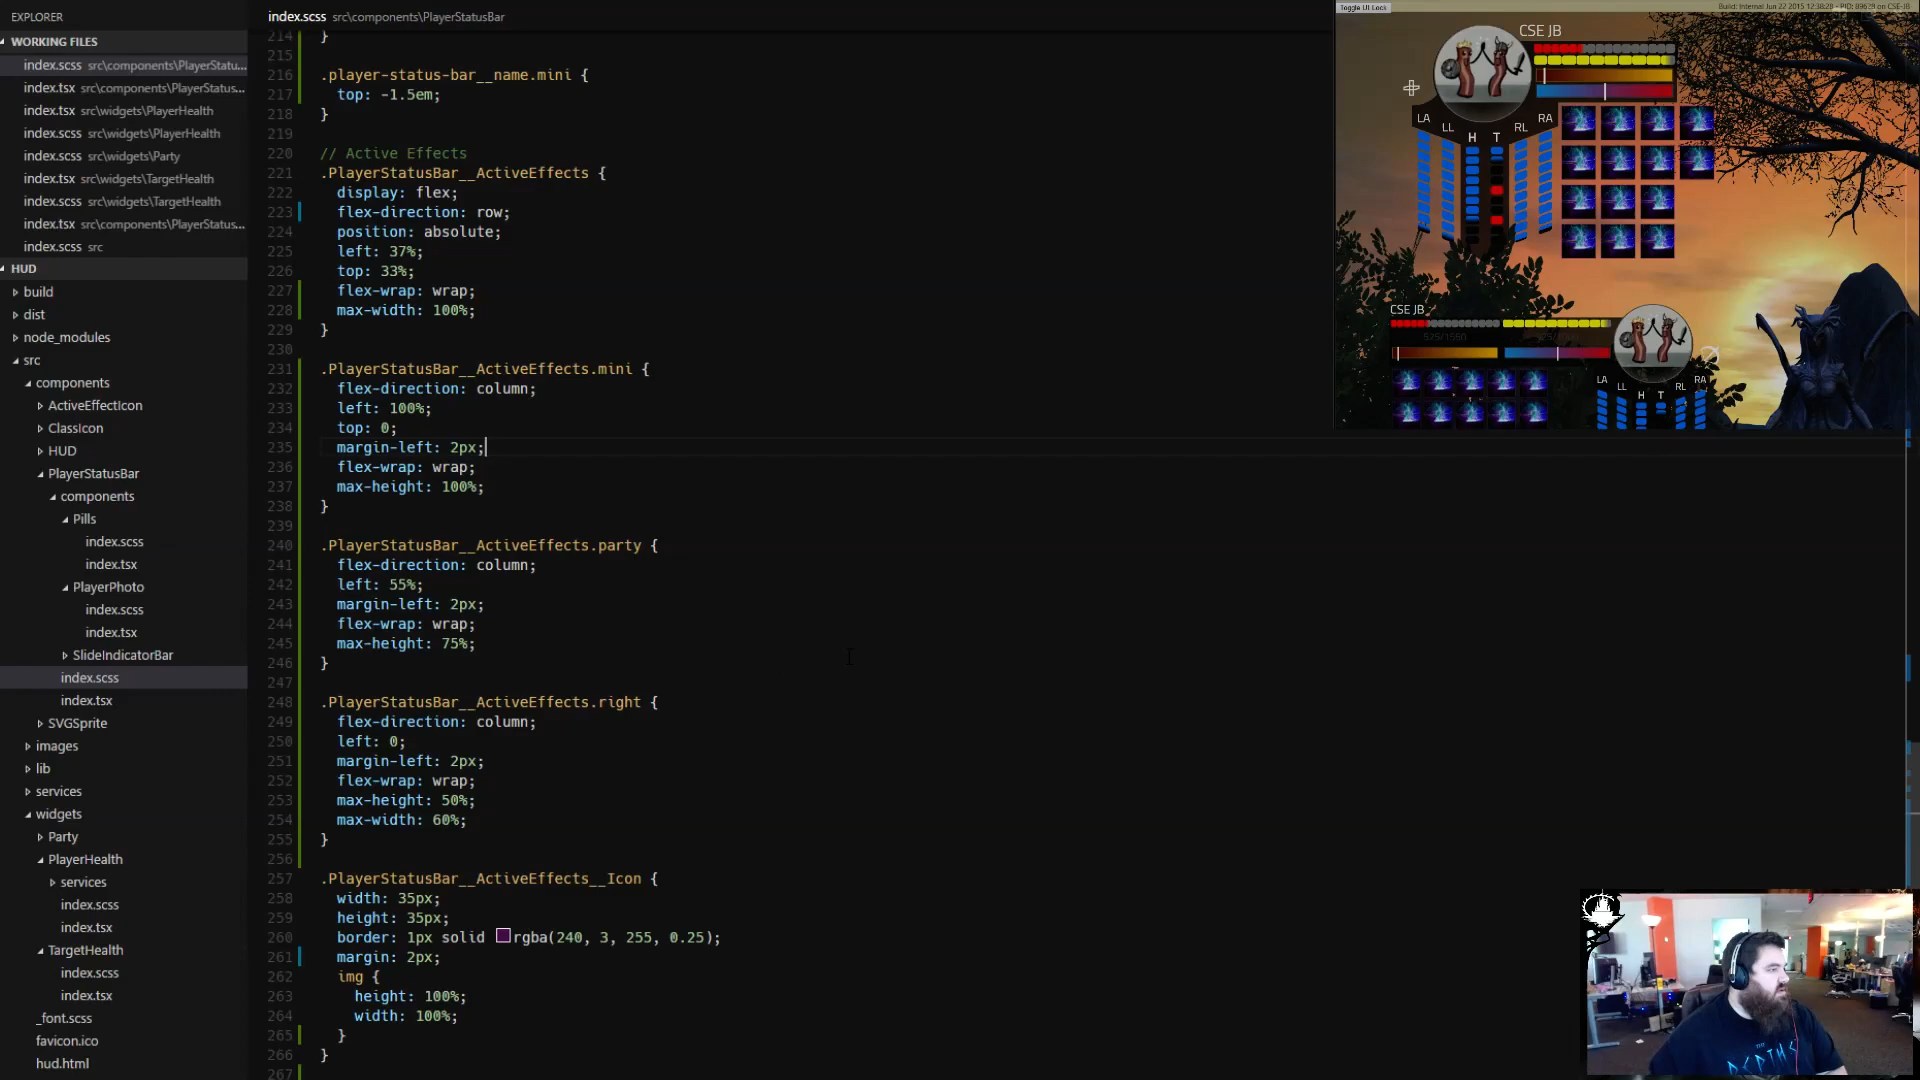 EXPLORER
WORKING FILES
index.scss src\components\PlayerStatu...
index.tsx src\components\PlayerStatus...
index.tsx src\widgets\PlayerHealth
index.scss src\widgets\PlayerHealth
index.scss src\widgets\Party
index.tsx src\widgets\TargetHealth
index.scss src\widgets\TargetHealth
index.tsx src\components\PlayerStatus...
index.scss src
HUD
build
dist
node_modules
src
components
ActiveEffectIcon
ClassIcon
HUD
PlayerStatusBar
components
Pills
index.scss
index.tsx
PlayerPhoto
index.scss
index.tsx
SlideIndicatorBar
index.scss
index.tsx
SVGSprite
images
lib
services
widgets
Party
PlayerHealth
services
index.scss
index.tsx
TargetHealth
index.scss
index.tsx
_font.scss
favicon.ico
hud.html
index.scss src\components\PlayerStatusBar
214 }
215
216 .player-status-bar__name.mini {
217 top: -1.5em;
218 }
219
220 // Active Effects
221 .PlayerStatusBar__ActiveEffects {
222 display: flex;
223 flex-direction: row;
224 position: absolute;
225 left: 37%;
226 top: 33%;
227 flex-wrap: wrap;
228 max-width: 100%;
229 }
230
231 .PlayerStatusBar__ActiveEffects.mini {
232 flex-direction: column;
233 left: 100%;
234 top: 0;
235 margin-left: 2px;
236 flex-wrap: wrap;
237 max-height: 100%;
238 }
239
240 .PlayerStatusBar__ActiveEffects.party {
241 flex-direction: column;
242 left: 55%;
243 margin-left: 2px;
244 flex-wrap: wrap;
245 max-height: 75%;
246 }
247
248 .PlayerStatusBar__ActiveEffects.right {
249 flex-direction: column;
250 left: 0;
251 margin-left: 2px;
252 flex-wrap: wrap;
253 max-height: 50%;
254 max-width: 60%;
255 }
256
257 .PlayerStatusBar__ActiveEffects__Icon {
258 width: 35px;
259 height: 35px;
260 border: 1px solid rgba(240, 3, 255, 0.25);
261 margin: 2px;
262 img {
263 height: 100%;
264 width: 100%;
265 }
266 }
267
Toggle UI Lock
CSE JB
LA LL H T RL RA
CSE JB
LA LL H T RL RA
DEPTHS